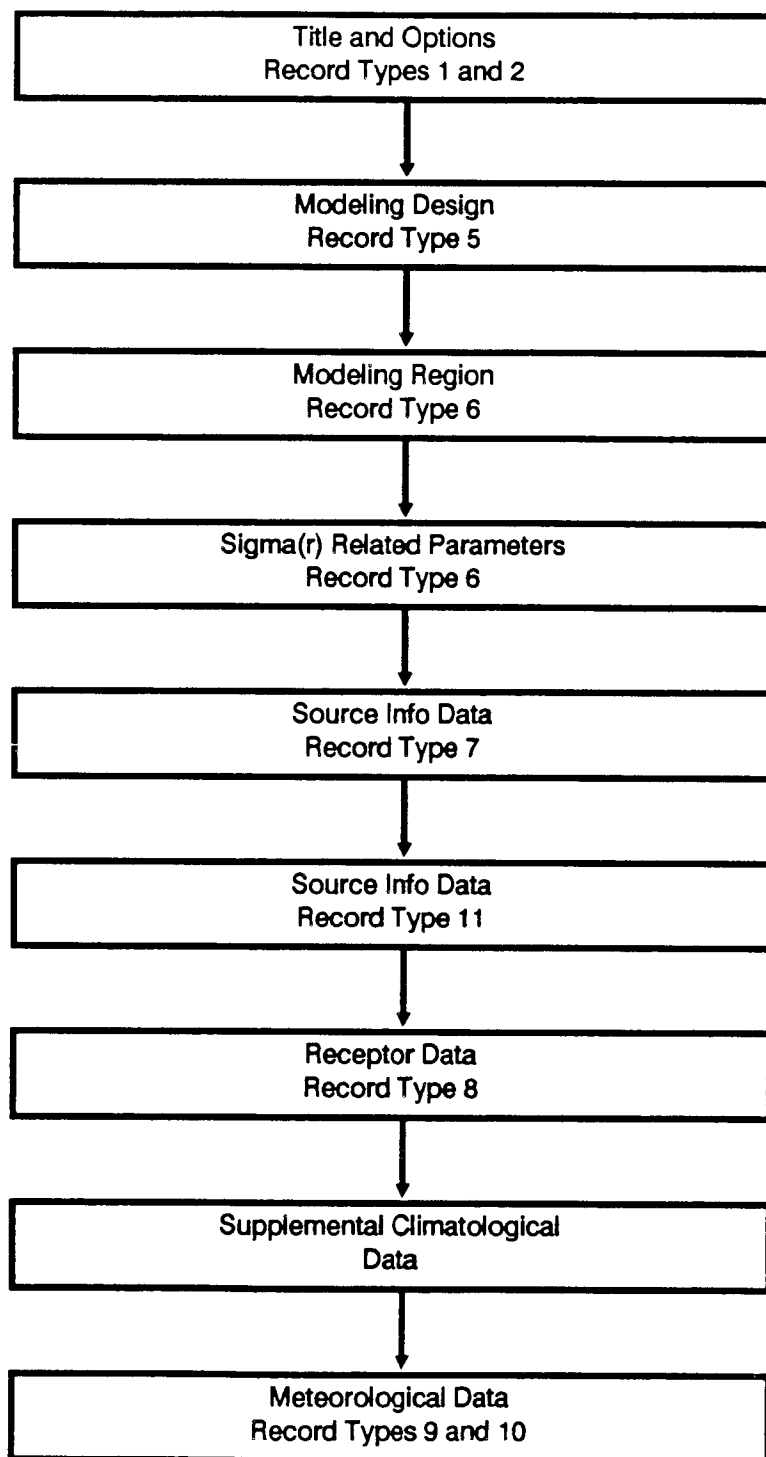 Title and Options
Record Types 1 and 2
Modeling Design
Record Type 5
Modeling Region
Record Type 6
Sigma(r) Related Parameters
Record Type 6
Source Info Data
Record Type 7
Source Info Data
Record Type 11
Receptor Data
Record Type 8
Supplemental Climatological
Data
Meteorological Data
Record Types 9 and 10